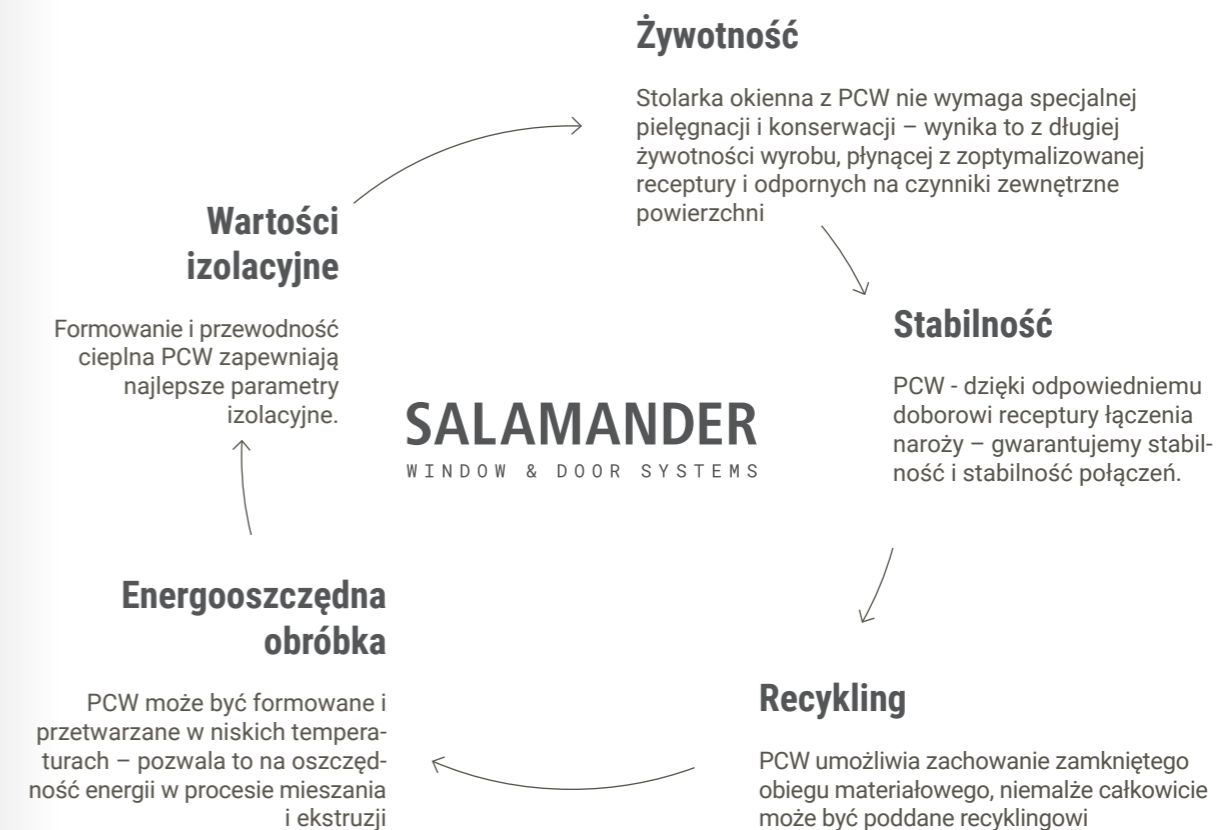 Żywotność
Stolarka okienna z PCW nie wymaga specjalnej
pielęgnacji i konserwacji – wynika to z długiej
żywotności wyrobu, płynącej z zoptymalizowanej
receptury i odpornych na czynniki zewnętrzne
powierzchni
Stabilność
PCW - dzięki odpowiedniemu
doborowi receptury łączenia
naroży – gwarantujemy stabil-
ność i stabilność połączeń.
Recykling
PCW umożliwia zachowanie zamkniętego
obiegu materiałowego, niemalże całkowicie
może być poddane recyklingowi
Energooszczędna
obróbka
PCW może być formowane i
przetwarzane w niskich tempera-
turach – pozwala to na oszczęd-
ność energii w procesie mieszania
i ekstruzji
Wartości
izolacyjne
Formowanie i przewodność
cieplna PCW zapewniają
najlepsze parametry
izolacyjne.
SALAMANDER
WINDOW & DOOR SYSTEMS